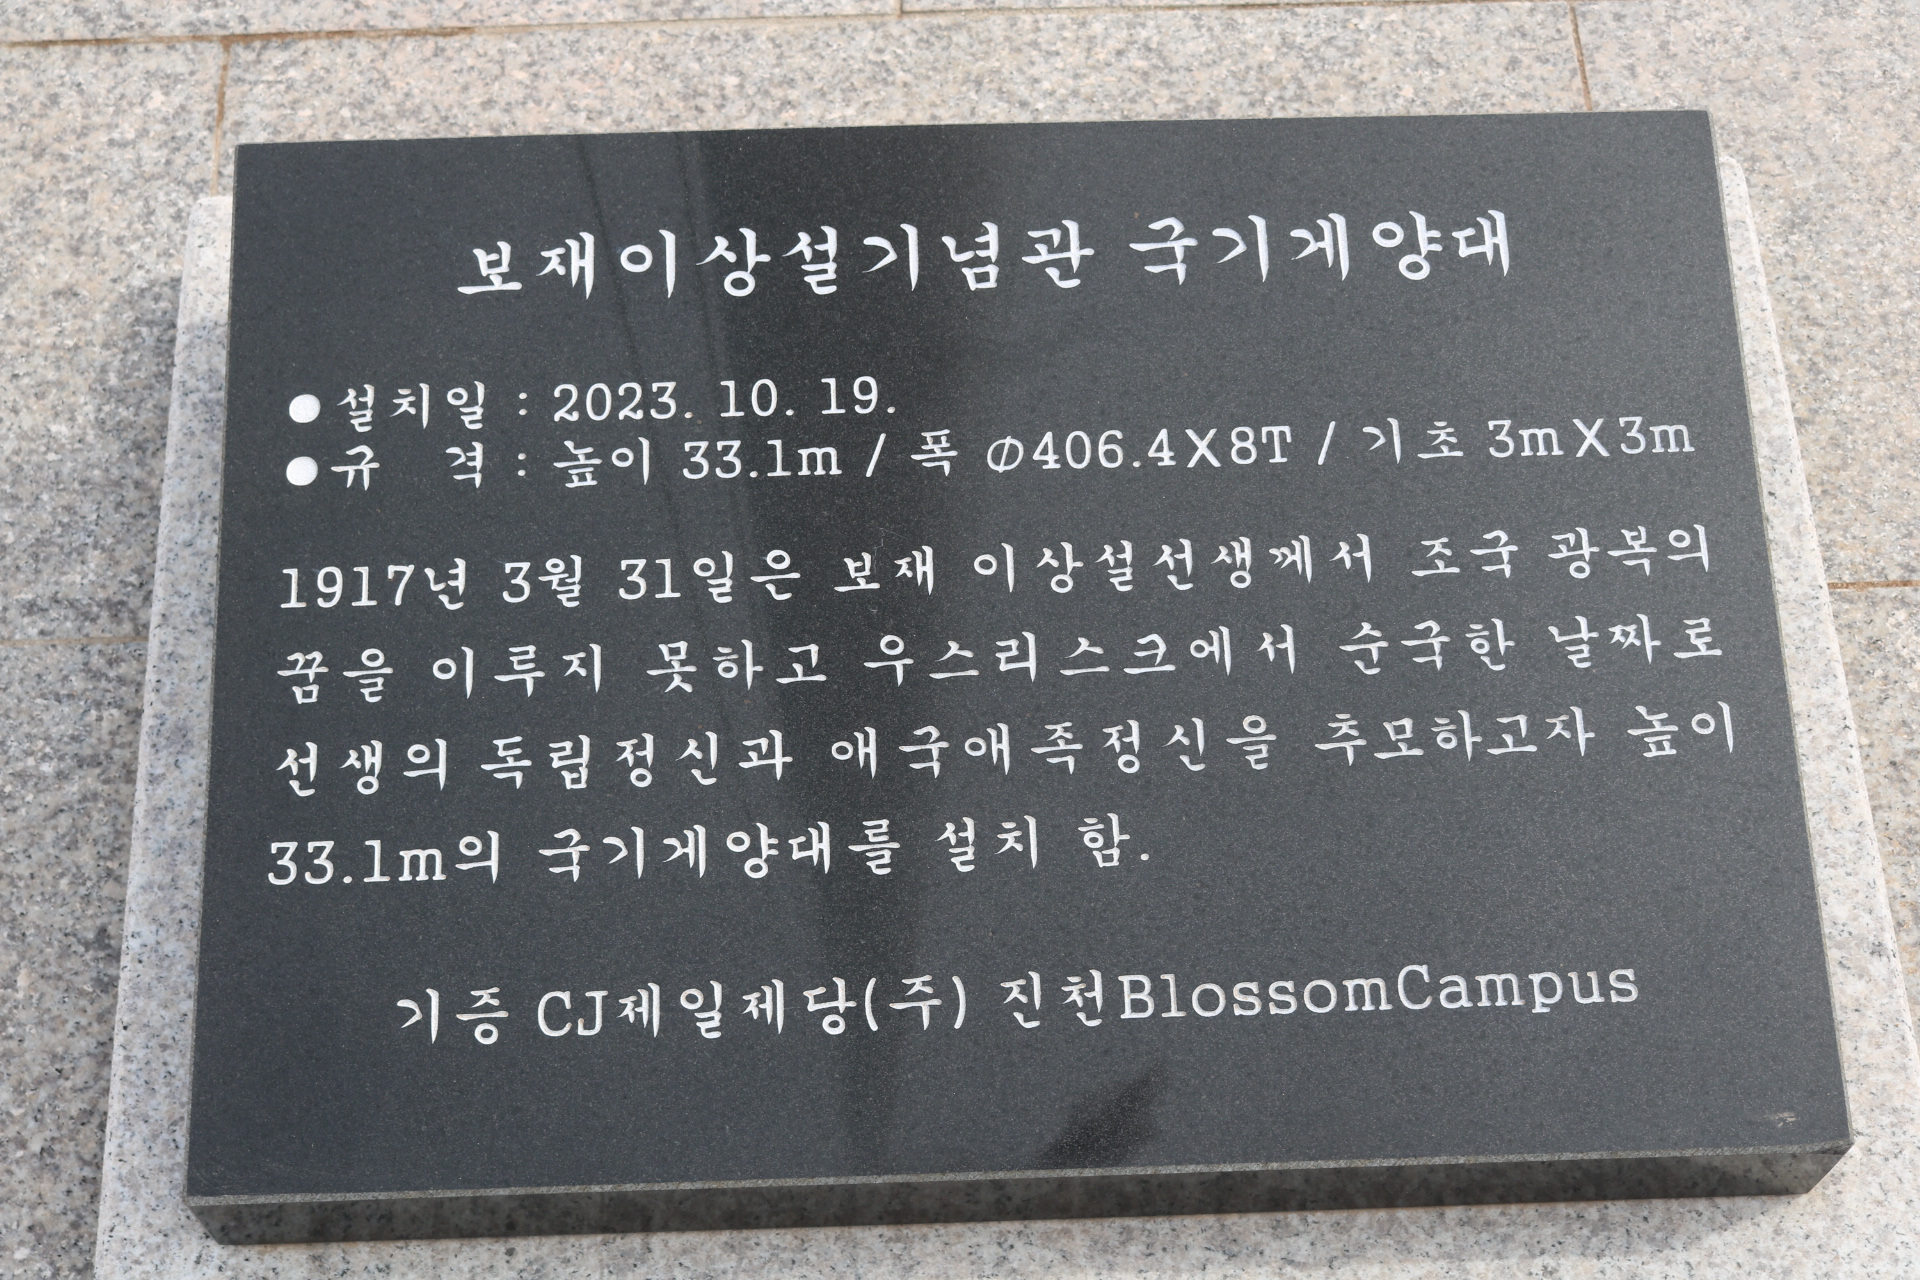 보재이상설기념관 국기게양대
●설치일 : 2023. 10. 19.
●규 격 : 높이 33.1m / 폭 Ø406.4X8T / 기초 3mX3m
1917년 3월 31일은 보재 이상설선생께서 조국 광복의
꿈을 이루지 못하고 우스리스크에서 순국한 날짜로
선생의 독립정신과 애국애족정신을 추모하고자 높이
33.1m의 국기게양대를 설치 함.
기증 CJ제일제당(주) 진천BlossomCampus